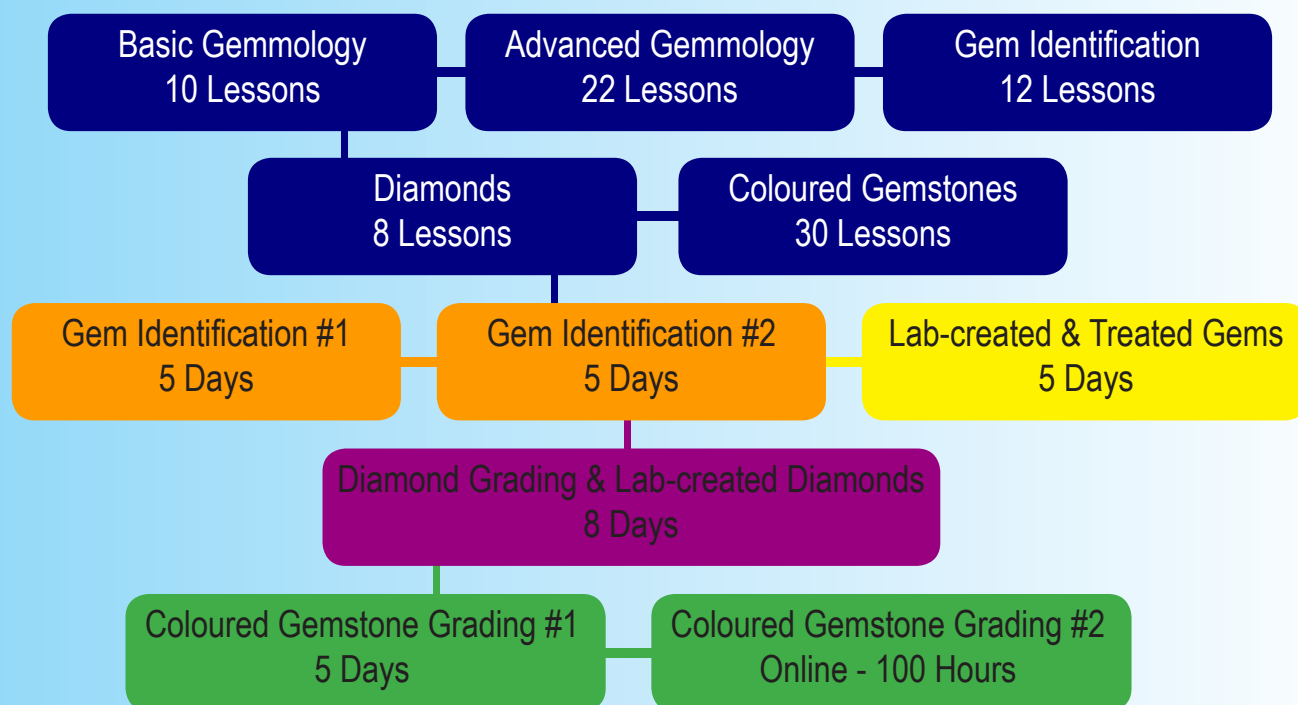 Basic Gemmology
10 Lessons
Advanced Gemmology
22 Lessons
Gem Identification
12 Lessons
Diamonds
8 Lessons
Coloured Gemstones
30 Lessons
Gem Identification #1
5 Days
Gem Identification #2
5 Days
Lab-created & Treated Gems
5 Days
Diamond Grading & Lab-created Diamonds
8 Days
Coloured Gemstone Grading #1
5 Days
Coloured Gemstone Grading #2
Online - 100 Hours